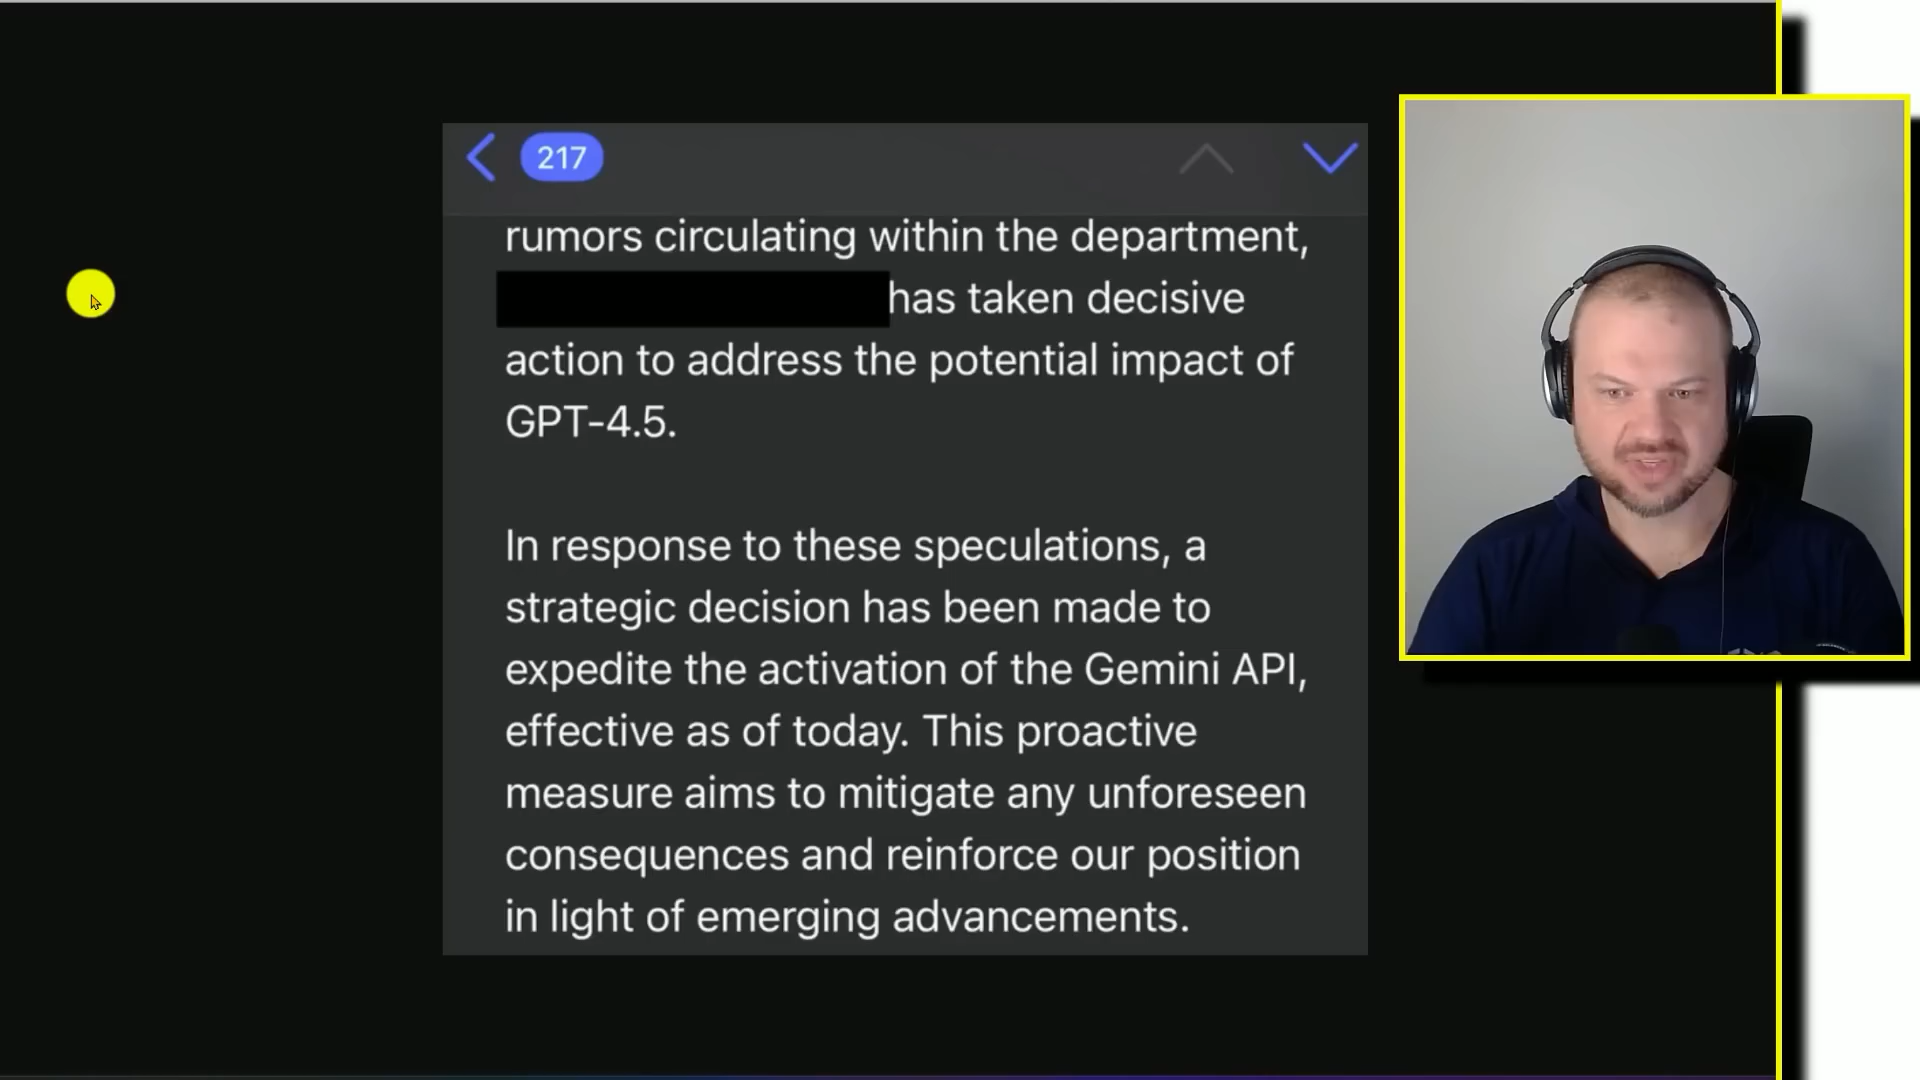 217
rumors circulating within the department,
has taken decisive
action to address the potential impact of
GPT-4.5.
In response to these speculations, a
strategic decision has been made to
expedite the activation of the Gemini API,
effective as of today. This proactive
measure aims to mitigate any unforeseen
consequences and reinforce our position
in light of emerging advancements.